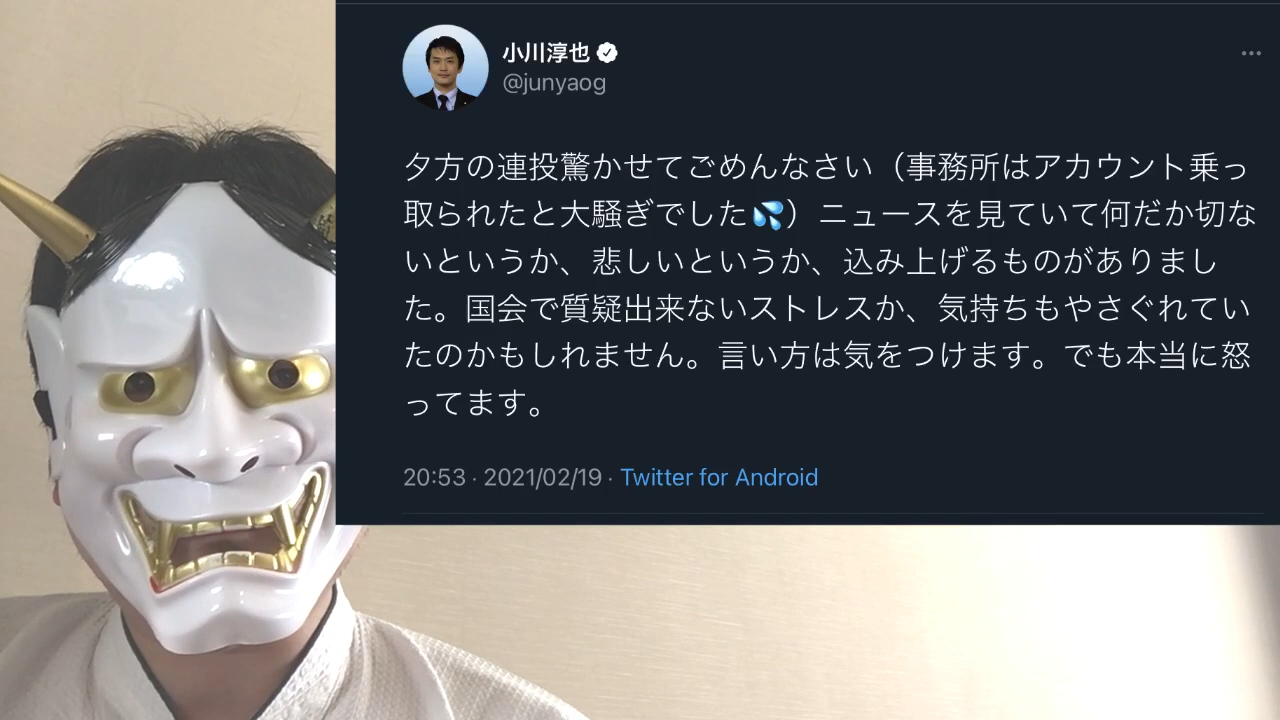 小川淳也
@junyaog
夕方の連投驚かせてごめんなさい（事務所はアカウント乗っ
取られたと大騒ぎでした💦）ニュースを見ていて何だか切な
いというか、悲しいというか、込み上げるものがありまし
た。国会で質疑出来ないストレスか、気持ちもやさぐれてい
たのかもしれません。言い方は気をつけます。でも本当に怒
ってます。
20:53 · 2021/02/19 · Twitter for Android